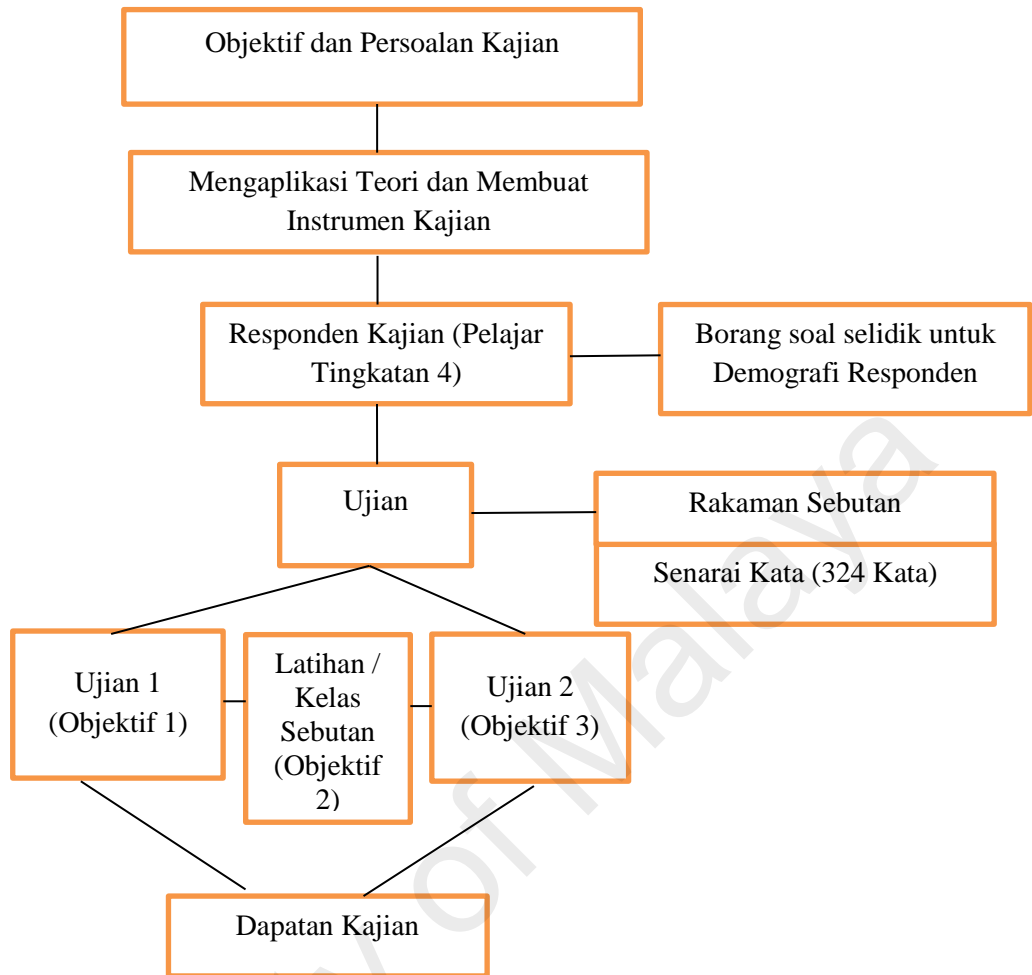 Objektif dan Persoalan Kajian
Mengaplikasi Teori dan Membuat
Instrumen Kajian
Responden Kajian (Pelajar
Tingkatan 4)
Borang soal selidik untuk
Demografi Responden
Ujian
Rakaman Sebutan
Senarai Kata (324 Kata)
Ujian 1
(Objektif 1)
Latihan /
Kelas
Sebutan
(Objektif
2)
Ujian 2
(Objektif 3)
Dapatan Kajian
of Malaya